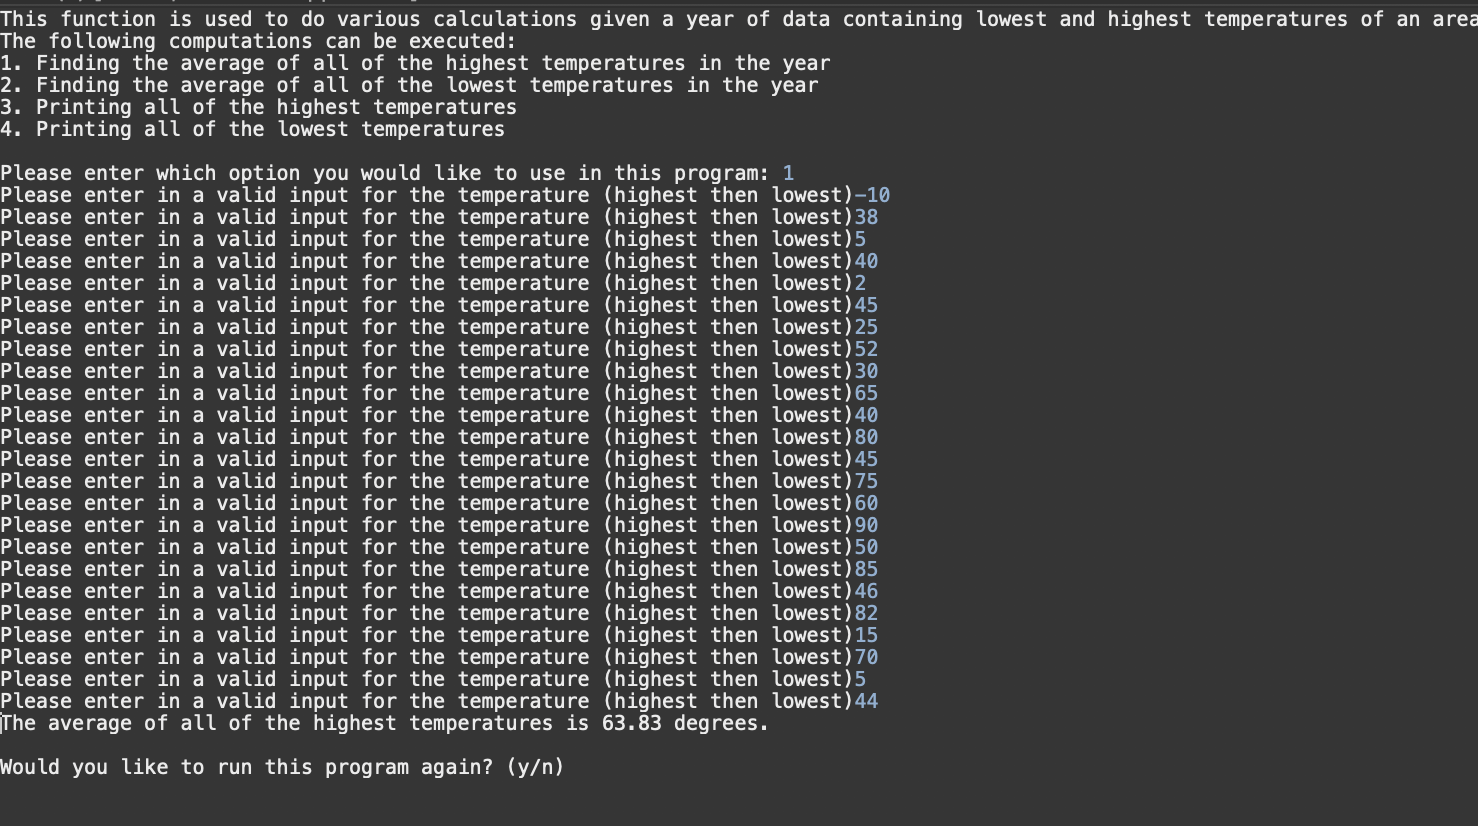 This function is used to do various calculations given a year of data containing lowest and highest temperatures of an area
The following computations can be executed:
1. Finding the average of all of the highest temperatures in the year
2. Finding the average of all of the lowest temperatures in the year
3. Printing all of the highest temperatures
4. Printing all of the lowest temperatures
Please enter which option you would like to use in this program: 1
Please enter in a valid input for the temperature (highest then lowest)-10
Please enter in a valid input for the temperature (highest then lowest)38
Please enter in a valid input for the temperature (highest then lowest)5
Please enter in a valid input for the temperature (highest then lowest)40
Please enter in a valid input for the temperature (highest then lowest)2
Please enter in a valid input for the temperature (highest then lowest)45
Please enter in a valid input for the temperature (highest then lowest)25
Please enter in a valid input for the temperature (highest then lowest)52
Please enter in a valid input for the temperature (highest then lowest)30
Please enter in a valid input for the temperature (highest then lowest)65
Please enter in a valid input for the temperature (highest then lowest)40
Please enter in a valid input for the temperature (highest then lowest)80
Please enter in a valid input for the temperature (highest then lowest)45
Please enter in a valid input for the temperature (highest then lowest)75
Please enter in a valid input for the temperature (highest then lowest)60
Please enter in a valid input for the temperature (highest then lowest)90
Please enter in a valid input for the temperature (highest then lowest)50
Please enter in a valid input for the temperature (highest then lowest)85
Please enter in a valid input for the temperature (highest then lowest)46
Please enter in a valid input for the temperature (highest then lowest)82
Please enter in a valid input for the temperature (highest then lowest)15
Please enter in a valid input for the temperature (highest then lowest)70
Please enter in a valid input for the temperature (highest then lowest)5
Please enter in a valid input for the temperature (highest then lowest)44
The average of all of the highest temperatures is 63.83 degrees.
Would you like to run this program again? (y/n)